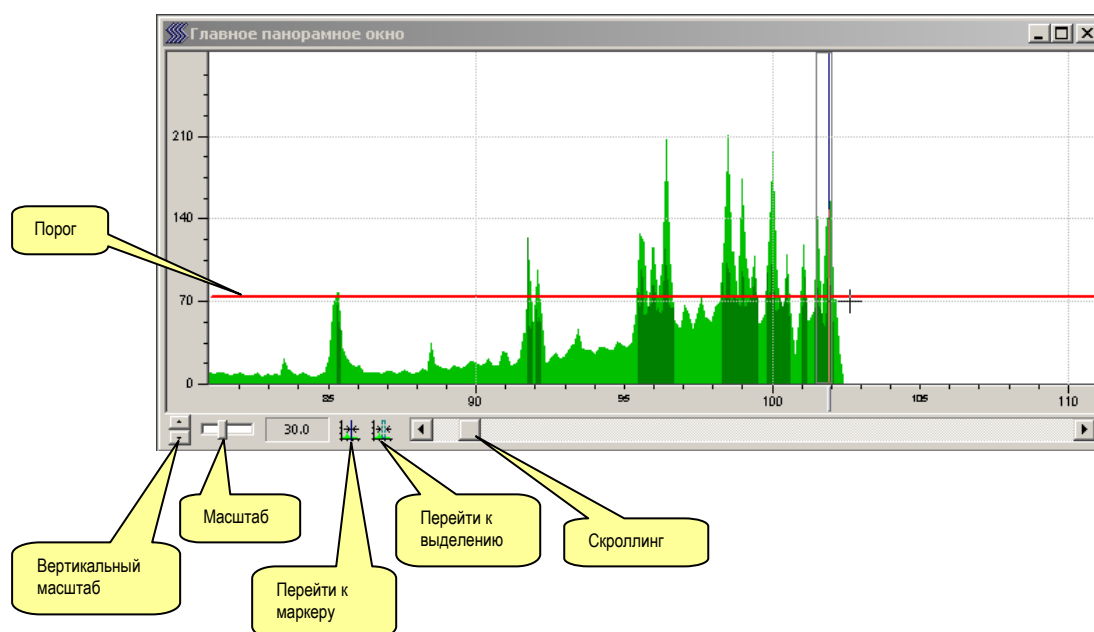 Главное панорамное окно
210
140
70
0
85
90
95
100
105
110
30.0
Порог
Масштаб
Вертикальный
масштаб
Перейти к
маркеру
Перейти к
выделению
Скроллинг